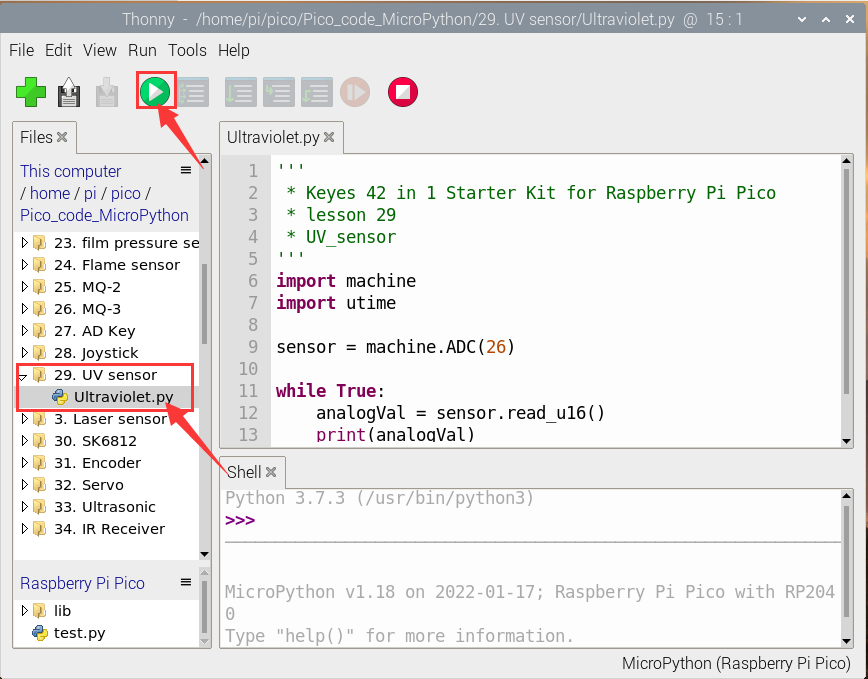 Thonny - /home/pi/pico/Pico_code_MicroPython/29. UV sensor/Ultraviolet.py @ 15 : 1
File Edit View Run Tools Help
Files
This computer
/ home / pi / pico /
Pico_code_MicroPython
23. film pressure se
24. Flame sensor
25. MQ-2
26. MQ-3
27. AD Key
28. Joystick
29. UV sensor
Ultraviolet.py
3. Laser sensor
30. SK6812
31. Encoder
32. Servo
33. Ultrasonic
34. IR Receiver
Raspberry Pi Pico
lib
test.py
Ultraviolet.py
1 '''
2 * Keyes 42 in 1 Starter Kit for Raspberry Pi Pico
3 * lesson 29
4 * UV_sensor
5 '''
6 import machine
7 import utime
8
9 sensor = machine.ADC(26)
10
11 while True:
12 analogVal = sensor.read_u16()
13 print(analogVal)
Shell
Python 3.7.3 (/usr/bin/python3)
>>>
MicroPython v1.18 on 2022-01-17; Raspberry Pi Pico with RP204
0
Type "help()" for more information.
MicroPython (Raspberry Pi Pico)